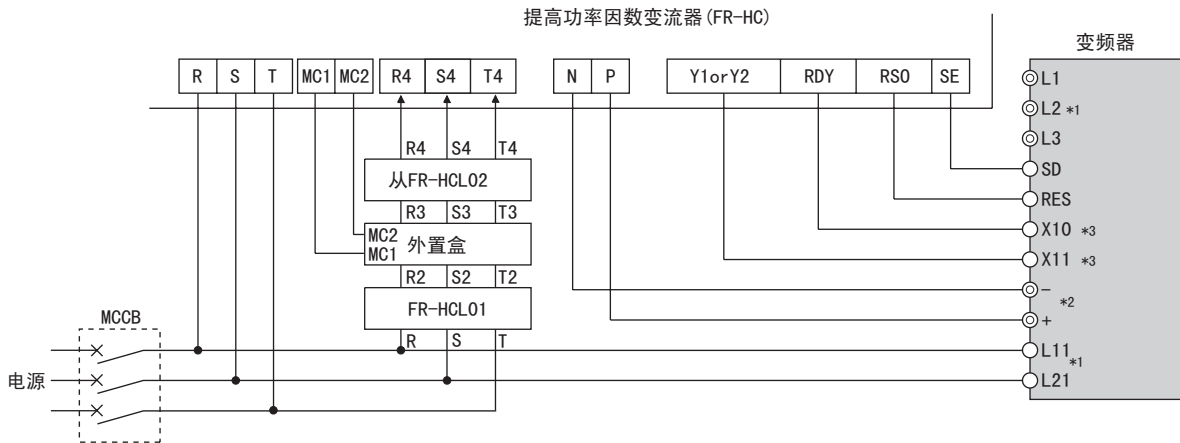 提高功率因数变流器(FR-HC)
变频器
R S T MC1 MC2 R4 S4 T4 N P Y1orY2 RDY RSO SE
L1
L2 *1
L3
R4 S4 T4
SD
从FR-HCL02
RES
R3 S3 T3
X10 *3
MC2
MC1
外置盒
X11 *3
R2 S2 T2
−
*2
FR-HCL01
MCCB
+
R S T
L11
*1
电源
L21